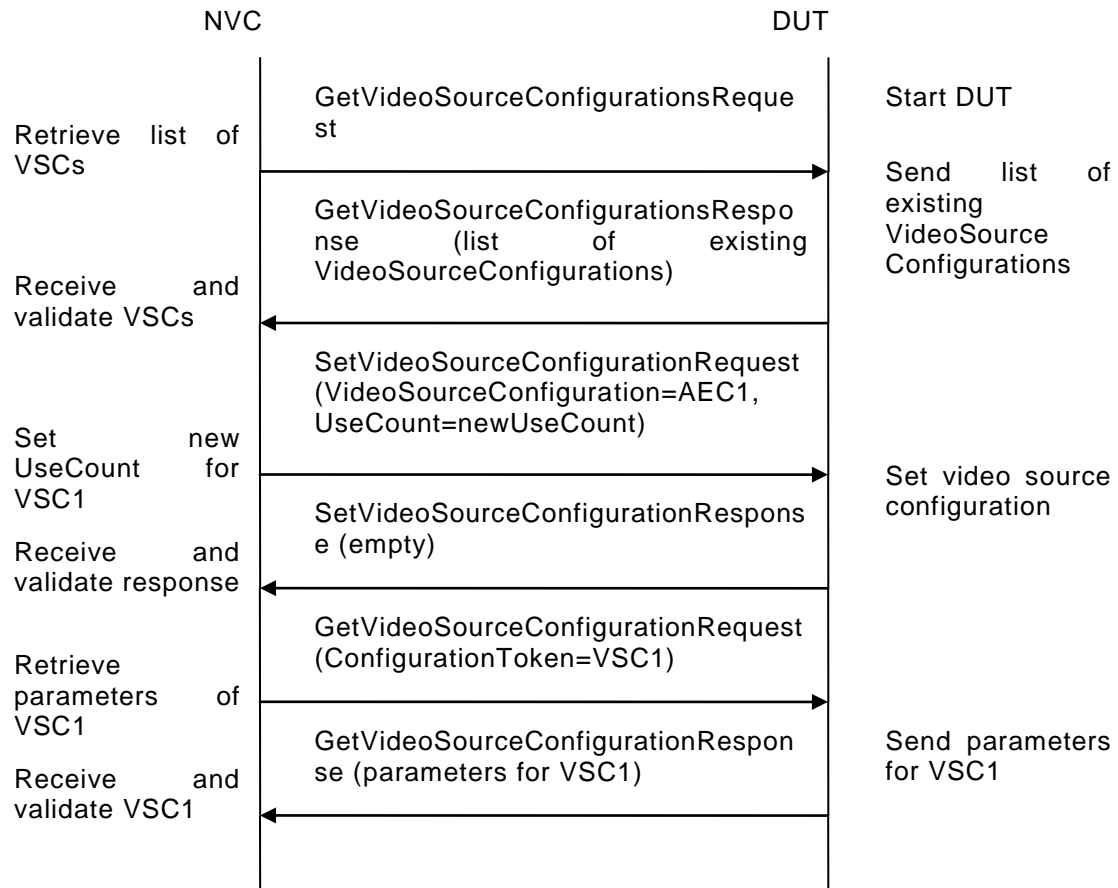 NVC
DUT
GetVideoSourceConfigurationsReque
st
Start DUT
Retrieve list of
VSCs
Send list of
existing
VideoSource
Configurations
GetVideoSourceConfigurationsRespo
nse (list of existing
VideoSourceConfigurations)
Receive and
validate VSCs
SetVideoSourceConfigurationRequest
(VideoSourceConfiguration=AEC1,
UseCount=newUseCount)
Set new
UseCount for
VSC1
Set video source
configuration
SetVideoSourceConfigurationRespons
e (empty)
Receive and
validate response
GetVideoSourceConfigurationRequest
(ConfigurationToken=VSC1)
Retrieve
parameters of
VSC1
GetVideoSourceConfigurationRespon
se (parameters for VSC1)
Send parameters
for VSC1
Receive and
validate VSC1